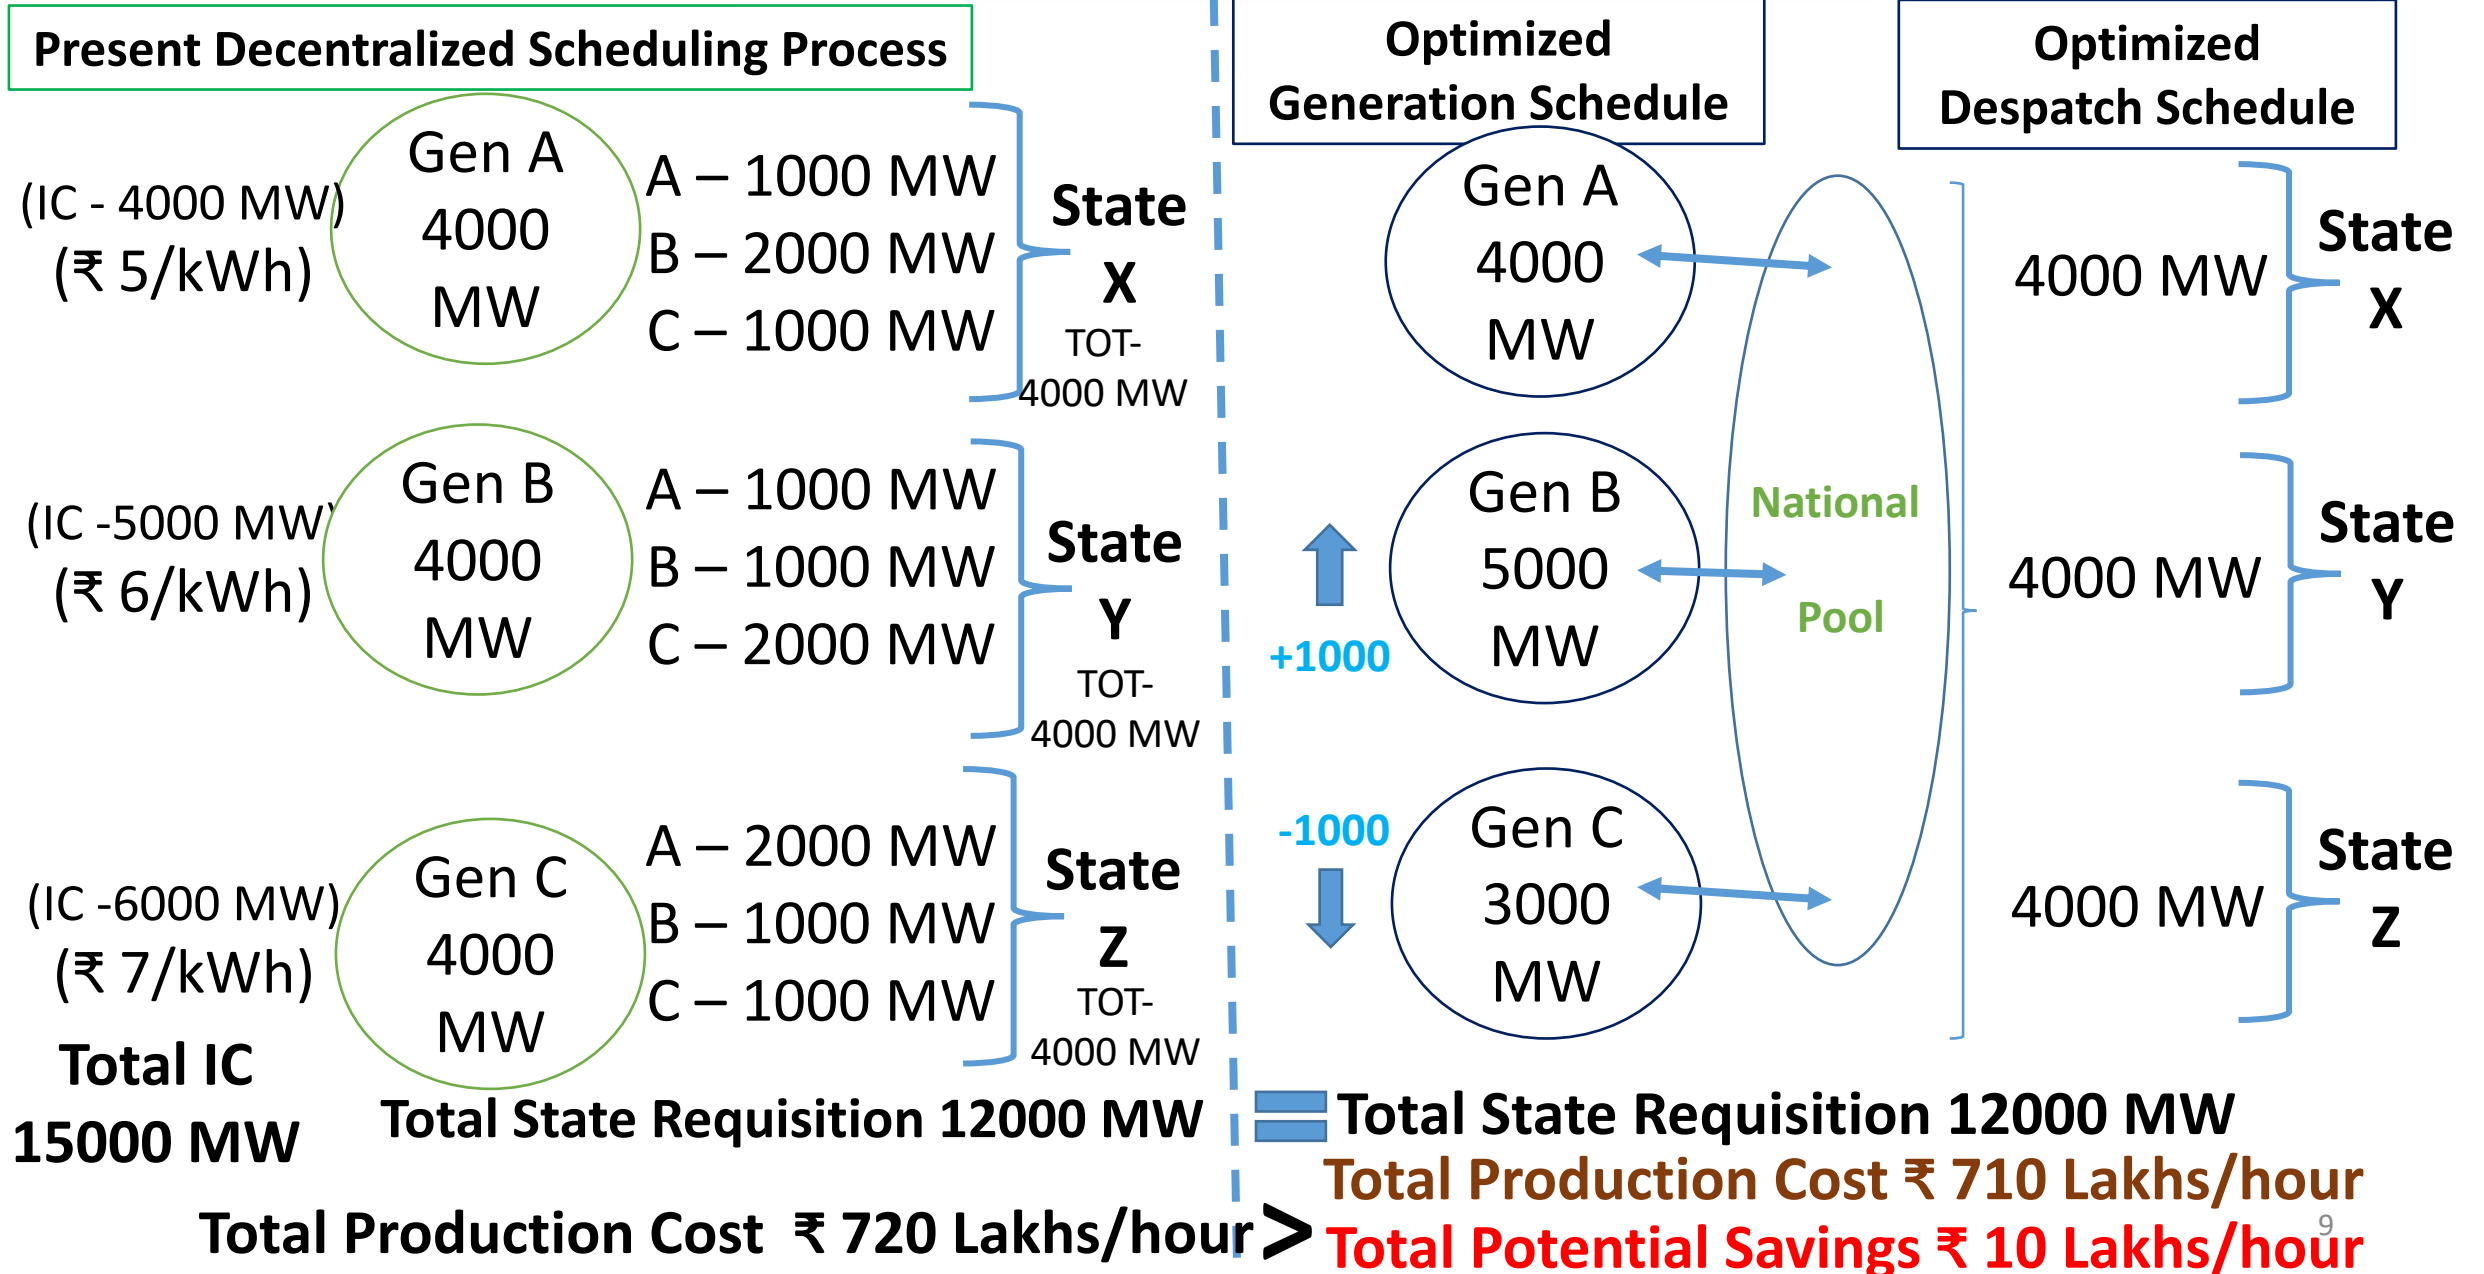 Present Decentralized Scheduling Process
(IC - 4000 MW)
(₹ 5/kWh)
Gen A
4000
MW
A – 1000 MW
B – 2000 MW
C – 1000 MW
State
X
TOT-
4000 MW
(IC -5000 MW)
(₹ 6/kWh)
Gen B
4000
MW
A – 1000 MW
B – 1000 MW
C – 2000 MW
State
Y
TOT-
4000 MW
(IC -6000 MW)
(₹ 7/kWh)
Gen C
4000
MW
A – 2000 MW
B – 1000 MW
C – 1000 MW
State
Z
TOT-
4000 MW
Total IC
15000 MW
Total State Requisition 12000 MW
Total Production Cost ₹ 720 Lakhs/hour
>
Optimized
Generation Schedule
Gen A
4000
MW
+1000
Gen B
5000
MW
-1000
Gen C
3000
MW
National
Pool
Optimized
Despatch Schedule
4000 MW
State
X
4000 MW
State
Y
4000 MW
State
Z
Total State Requisition 12000 MW
Total Production Cost ₹ 710 Lakhs/hour
Total Potential Savings ₹ 10 Lakhs/hour
9